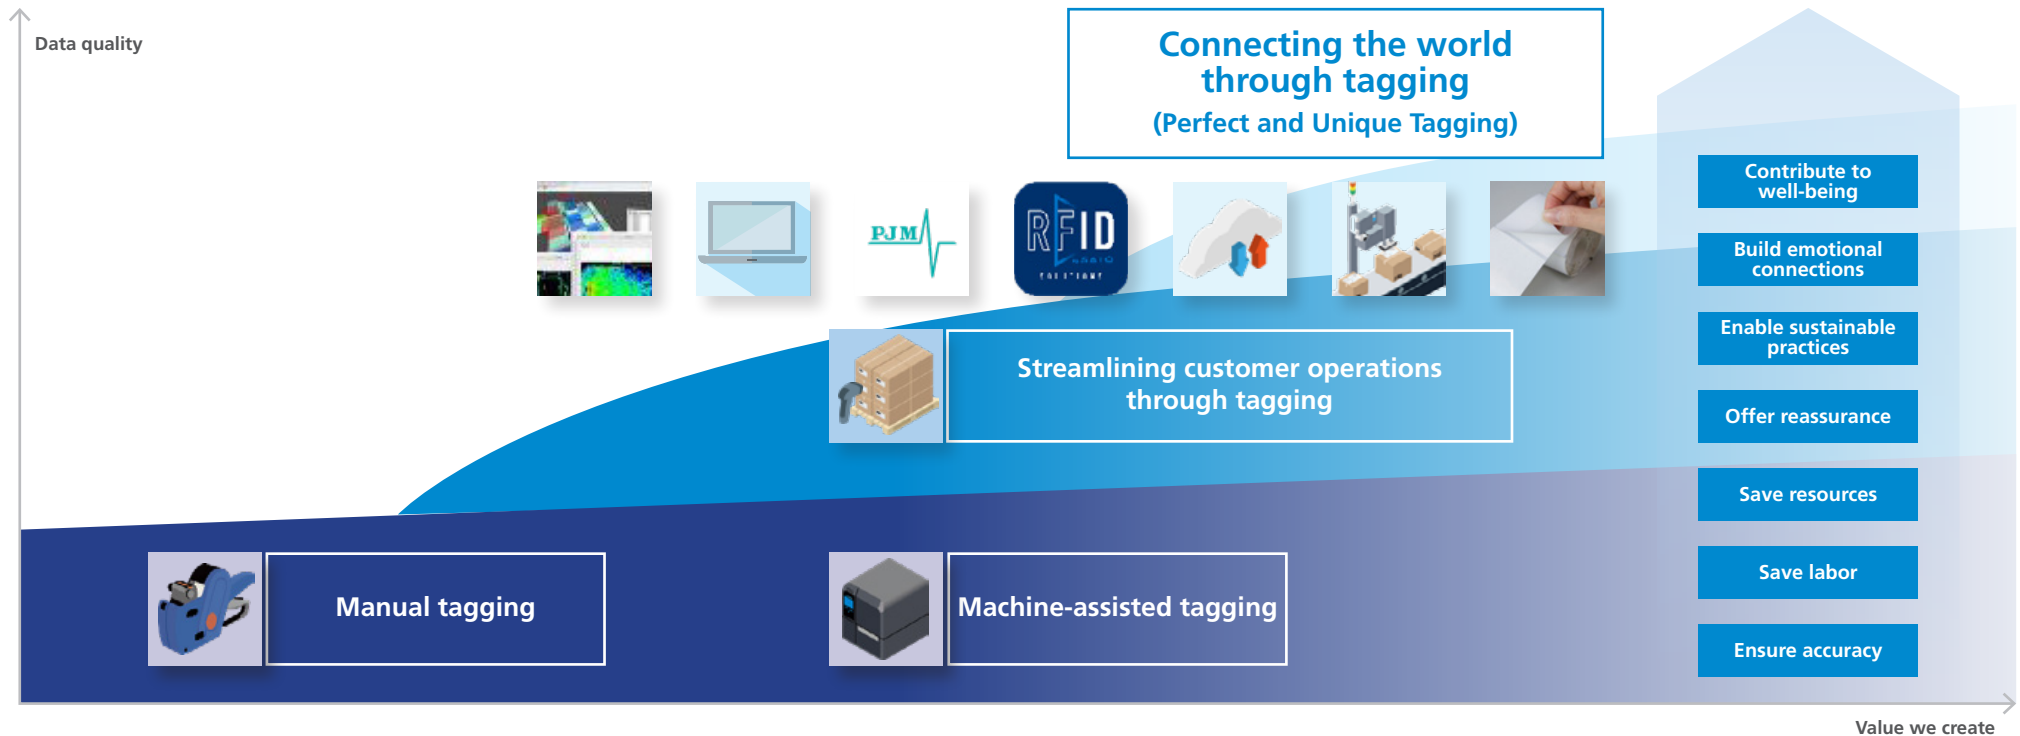 Data quality
Connecting the world
through tagging
(Perfect and Unique Tagging)
PJM
RFID
SOLUTIONS
Streamlining customer operations
through tagging
Manual tagging
Machine-assisted tagging
Contribute to
well-being
Build emotional
connections
Enable sustainable
practices
Offer reassurance
Save resources
Save labor
Ensure accuracy
Value we create